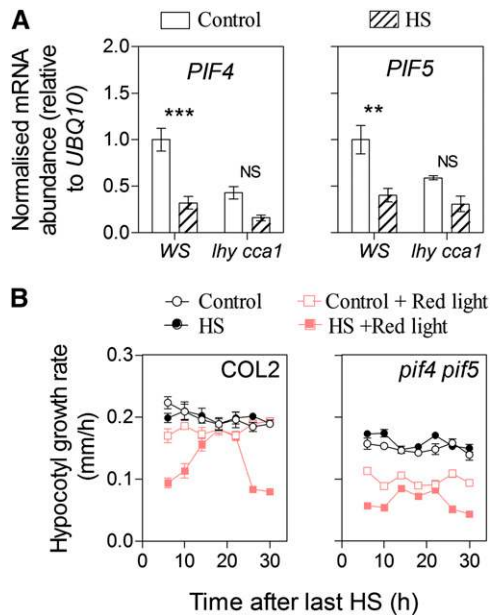 A
Control HS
Normalised mRNA
abundance (relative
to UBQ10)
2.0
1.5
1.0
0.5
0.0
PIF4
***
NS
WS lhy cca1
PIF5
**
NS
WS lhy cca1
B
Control Control + Red light
HS HS +Red light
Hypocotyl growth rate
(mm/h)
0.3
0.2
0.1
0.0
COL2
0 10 20 30
pif4 pif5
0 10 20 30
Time after last HS (h)